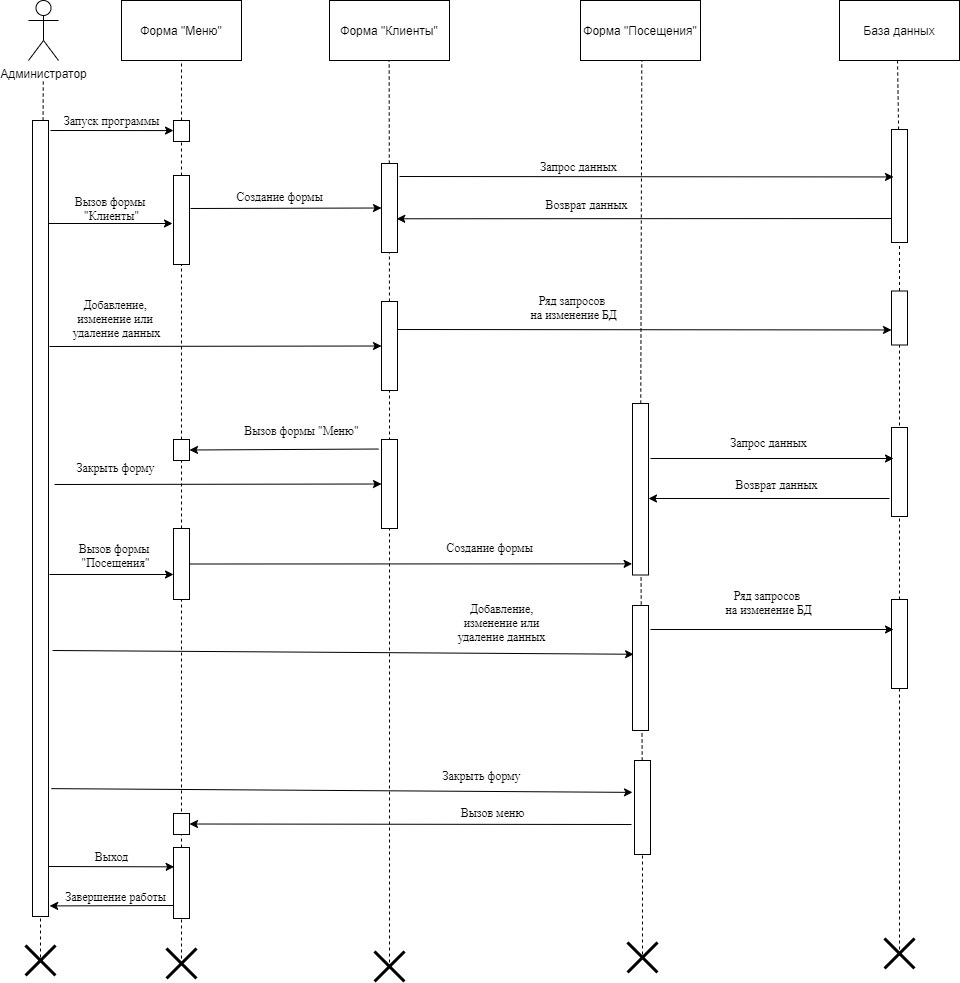 Форма "Меню"
Форма "Клиенты"
Форма "Посещения"
База данных
Администратор
Запуск программы
Запрос данных
Вызов формы
"Клиенты"
Создание формы
Возврат данных
Добавление,
изменение или
удаление данных
Ряд запросов
на изменение БД
Вызов формы "Меню"
Запрос данных
Закрыть форму
Возврат данных
Вызов формы
"Посещения"
Создание формы
Ряд запросов
на изменение БД
Добавление,
изменение или
удаление данных
Закрыть форму
Вызов меню
Выход
Завершение работы